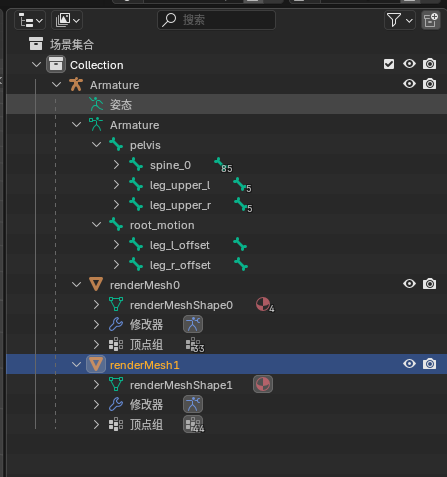 搜索
场景集合
Collection
Armature
姿态
Armature
pelvis
spine_0 85
leg_upper_l 5
leg_upper_r 5
root_motion
leg_l_offset
leg_r_offset
renderMesh0
renderMeshShape0 4
修改器
顶点组 33
renderMesh1
renderMeshShape1
修改器
顶点组 44